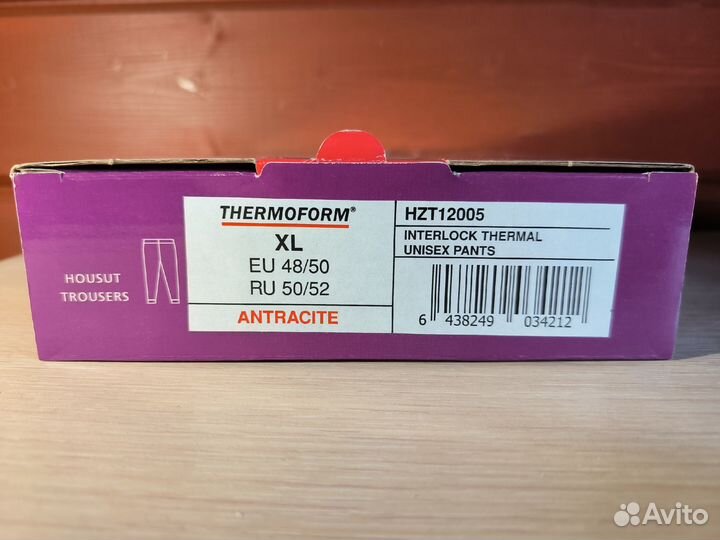 HOUSUT
TROUSERS
THERMOFORM®
XL
EU 48/50
RU 50/52
ANTRACITE
HZT12005
INTERLOCK THERMAL
UNISEX PANTS
6 438249 034212
Avito